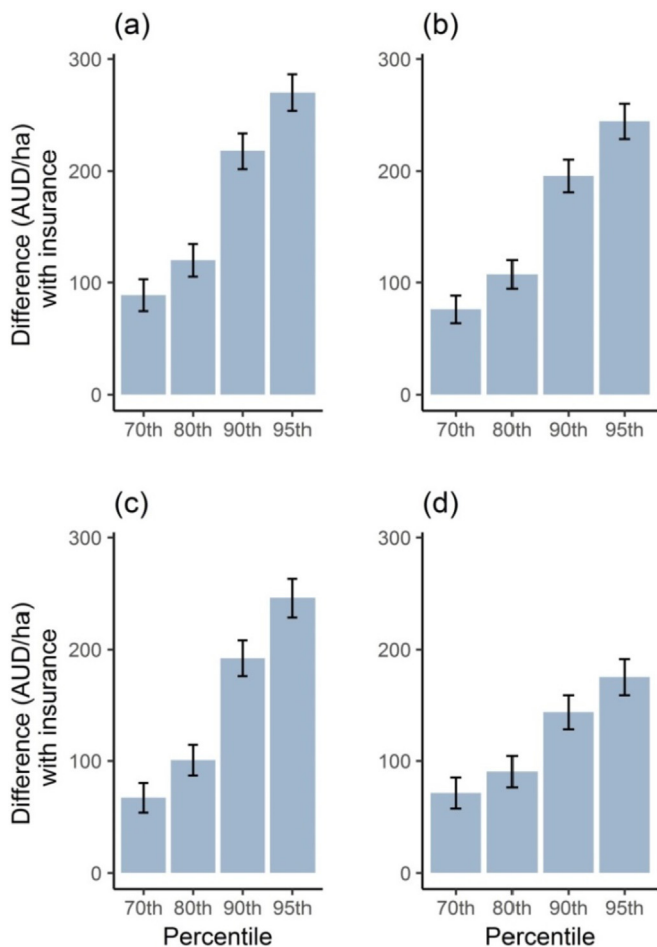 (a)
(b)
Difference (AUD/ha)
with insurance
300
200
100
0
300
200
100
0
70th 80th 90th 95th
70th 80th 90th 95th
(c)
(d)
Difference (AUD/ha)
with insurance
300
200
100
0
300
200
100
0
70th 80th 90th 95th
70th 80th 90th 95th
Percentile
Percentile